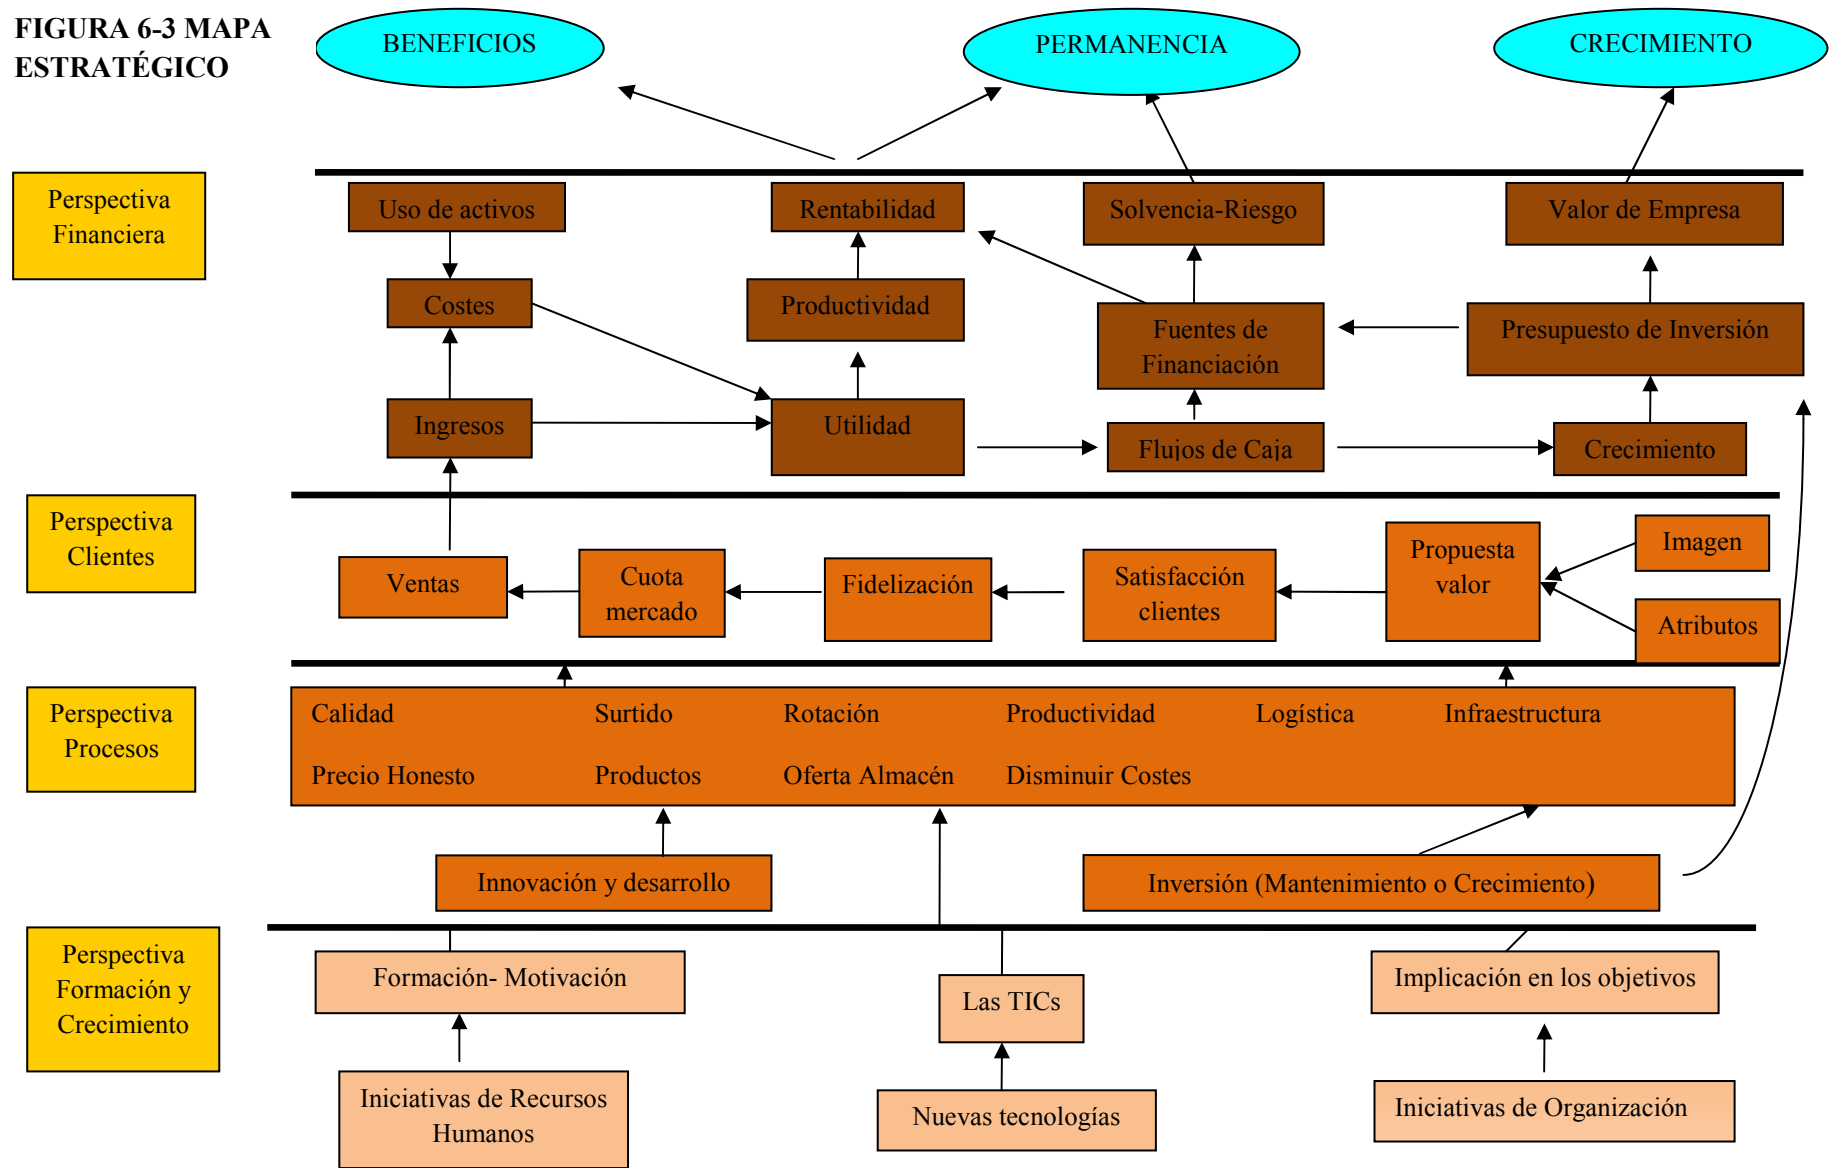 FIGURA 6-3 MAPA
ESTRATÉGICO
BENEFICIOS
PERMANENCIA
CRECIMIENTO
Perspectiva
Financiera
Uso de activos
Rentabilidad
Solvencia-Riesgo
Valor de Empresa
Costes
Productividad
Fuentes de
Financiación
Presupuesto de Inversión
Ingresos
Utilidad
Flujos de Caja
Crecimiento
Perspectiva
Clientes
Ventas
Cuota
mercado
Fidelización
Satisfacción
clientes
Propuesta
valor
Imagen
Atributos
Perspectiva
Procesos
Calidad Surtido Rotación Productividad Logística Infraestructura
Precio Honesto Productos Oferta Almacén Disminuir Costes
Innovación y desarrollo
Inversión (Mantenimiento o Crecimiento)
Perspectiva
Formación y
Crecimiento
Formación- Motivación
Las TICs
Implicación en los objetivos
Iniciativas de Recursos
Humanos
Nuevas tecnologías
Iniciativas de Organización